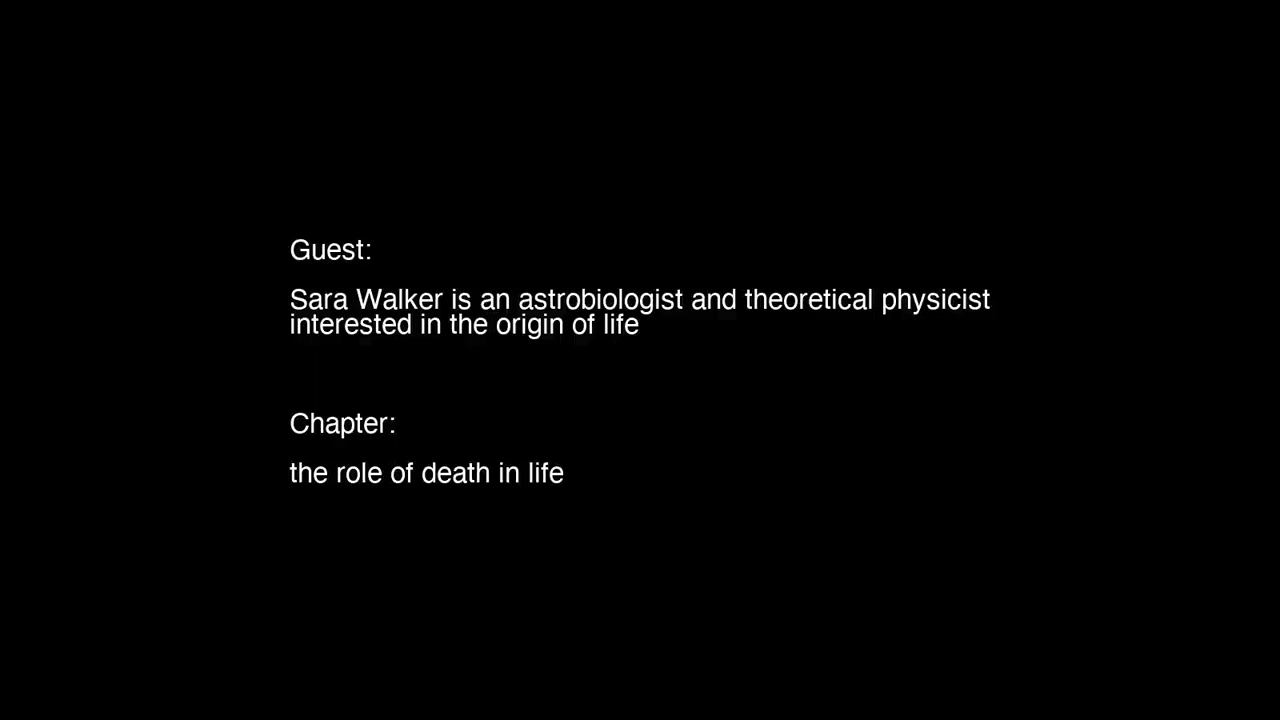 Guest:
Sara Walker is an astrobiologist and theoretical physicist
interested in the origin of life
Chapter:
the role of death in life